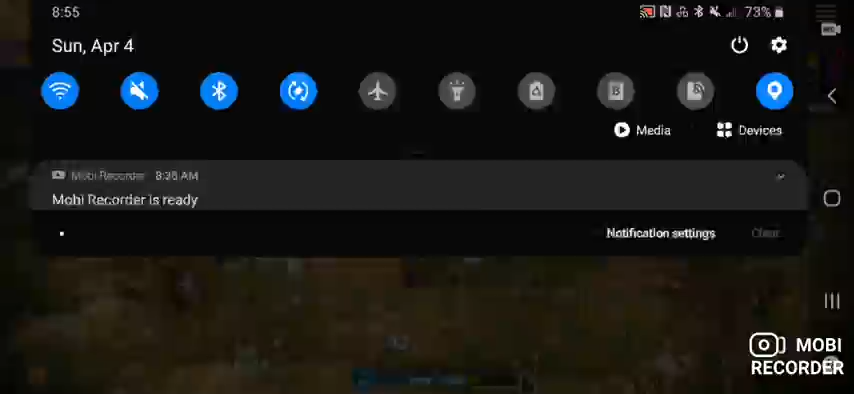 8:55
73%
Sun, Apr 4
Media
Devices
Mobi Recorder 8:35 AM
Mobi Recorder is ready
Notification settings
Clear
MOBI
RECORDER